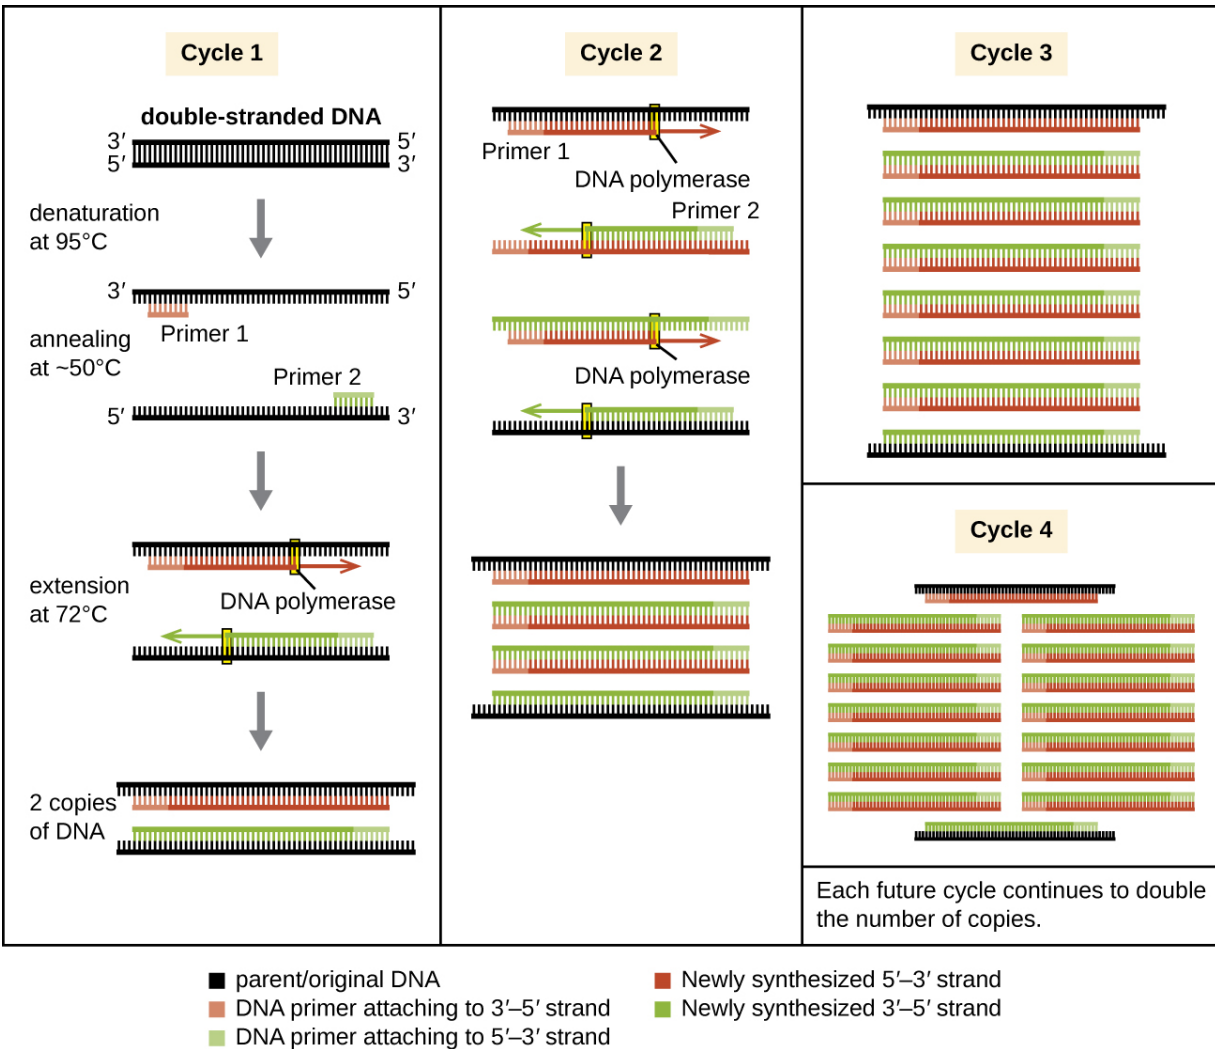 Cycle 1
double-stranded DNA
3′ 5′
5′ 3′
denaturation
at 95°C
3′ 5′
Primer 1
annealing
at ~50°C
Primer 2
5′ 3′
extension
at 72°C
DNA polymerase
2 copies
of DNA
Cycle 2
Primer 1
DNA polymerase
Primer 2
DNA polymerase
Cycle 3
Cycle 4
Each future cycle continues to double
the number of copies.
parent/original DNA
DNA primer attaching to 3′–5′ strand
DNA primer attaching to 5′–3′ strand
Newly synthesized 5′–3′ strand
Newly synthesized 3′–5′ strand